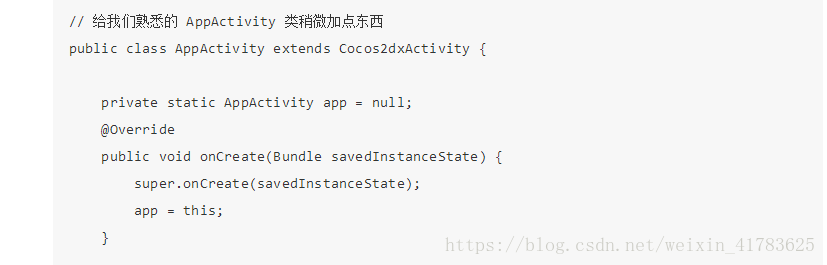 // 给我们熟悉的 AppActivity 类稍微加点东西
public class AppActivity extends Cocos2dxActivity {
private static AppActivity app = null;
@Override
public void onCreate(Bundle savedInstanceState) {
super.onCreate(savedInstanceState);
app = this;
}
https://blog.csdn.net/weixin_41783625